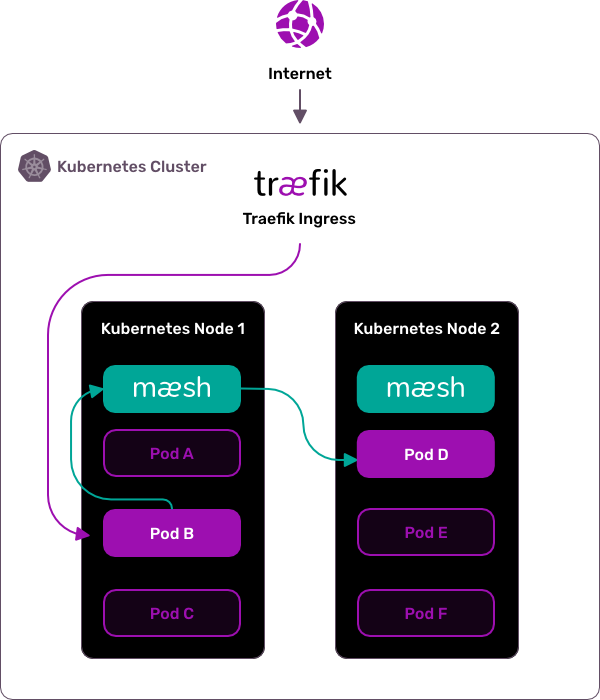 Internet
Kubernetes Cluster
træfik
Traefik Ingress
Kubernetes Node 1
mæsh
Pod A
Pod B
Pod C
Kubernetes Node 2
mæsh
Pod D
Pod E
Pod F